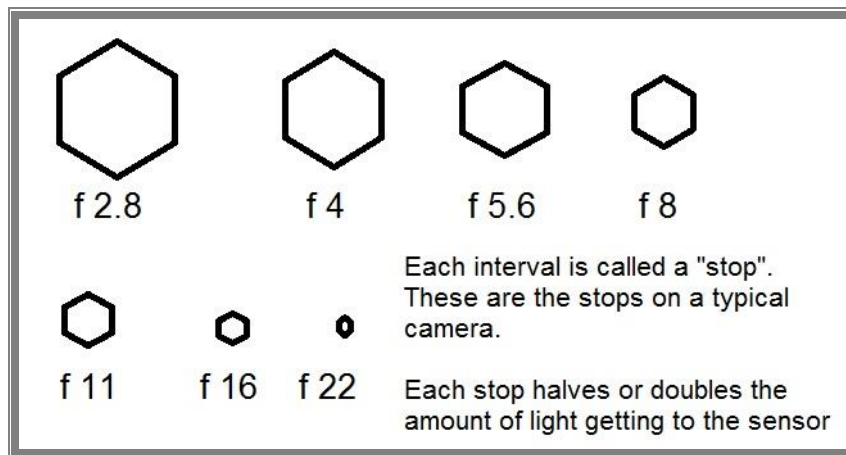 f 2.8
f 4
f 5.6
f 8
f 11
f 16
f 22
Each interval is called a "stop".
These are the stops on a typical
camera.
Each stop halves or doubles the
amount of light getting to the sensor